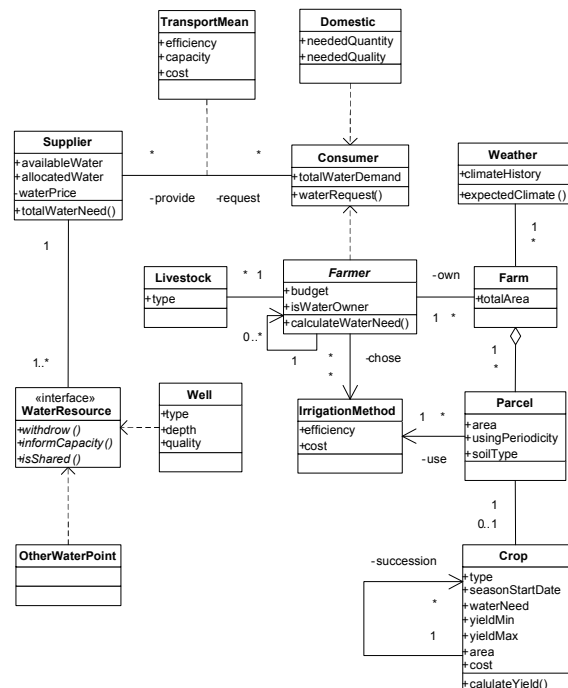 TransportMean
+efficiency
+capacity
+cost
Domestic
+neededQuantity
+neededQuality
Supplier
+availableWater
+allocatedWater
-waterPrice
+totalWaterNeed()
*
*
-provide
-request
Consumer
+totalWaterDemand
+waterRequest()
Weather
+climateHistory
+expectedClimate ()
1
1
*
Livestock
+type
*
1
Farmer
+budget
+isWaterOwner
+calculateWaterNeed()
-own
1
*
Farm
+totalArea
0..*
1
*
*
-chose
1
*
1..*
«interface»
WaterResource
+withdrow ()
+informCapacity()
+isShared ()
Well
+type
+depth
+quality
IrrigationMethod
+efficiency
+cost
1
*
-use
Parcel
+area
+usingPeriodicity
+soilType
1
0..1
OtherWaterPoint
-succession
*
1
Crop
+type
+seasonStartDate
+waterNeed
+yieldMin
+yieldMax
+area
+cost
+calulateYield()